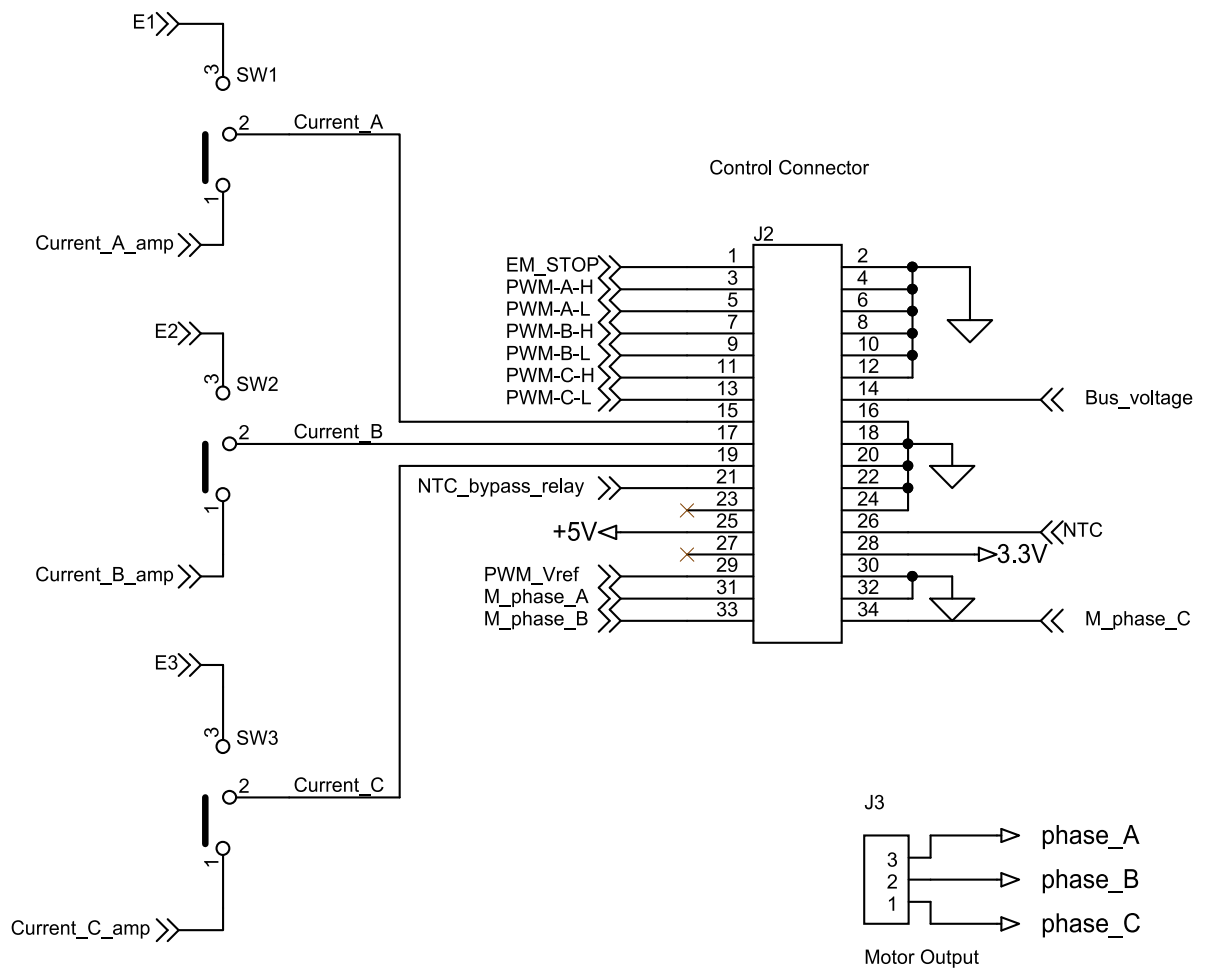 E1
3 SW1
2 Current_A
1
Current_A_amp
E2
3 SW2
2 Current_B
1
Current_B_amp
E3
3 SW3
2 Current_C
1
Current_C_amp
Control Connector
J2
EM_STOP 1 2
PWM-A-H 3 4
PWM-A-L 5 6
PWM-B-H 7 8
PWM-B-L 9 10
PWM-C-H 11 12
PWM-C-L 13 14 Bus_voltage
15 16
17 18
19 20
NTC_bypass_relay 21 22
23 24
+5V 25 26 NTC
27 28 3.3V
PWM_Vref 29 30
M_phase_A 31 32
M_phase_B 33 34 M_phase_C
J3
3 phase_A
2 phase_B
1 phase_C
Motor Output